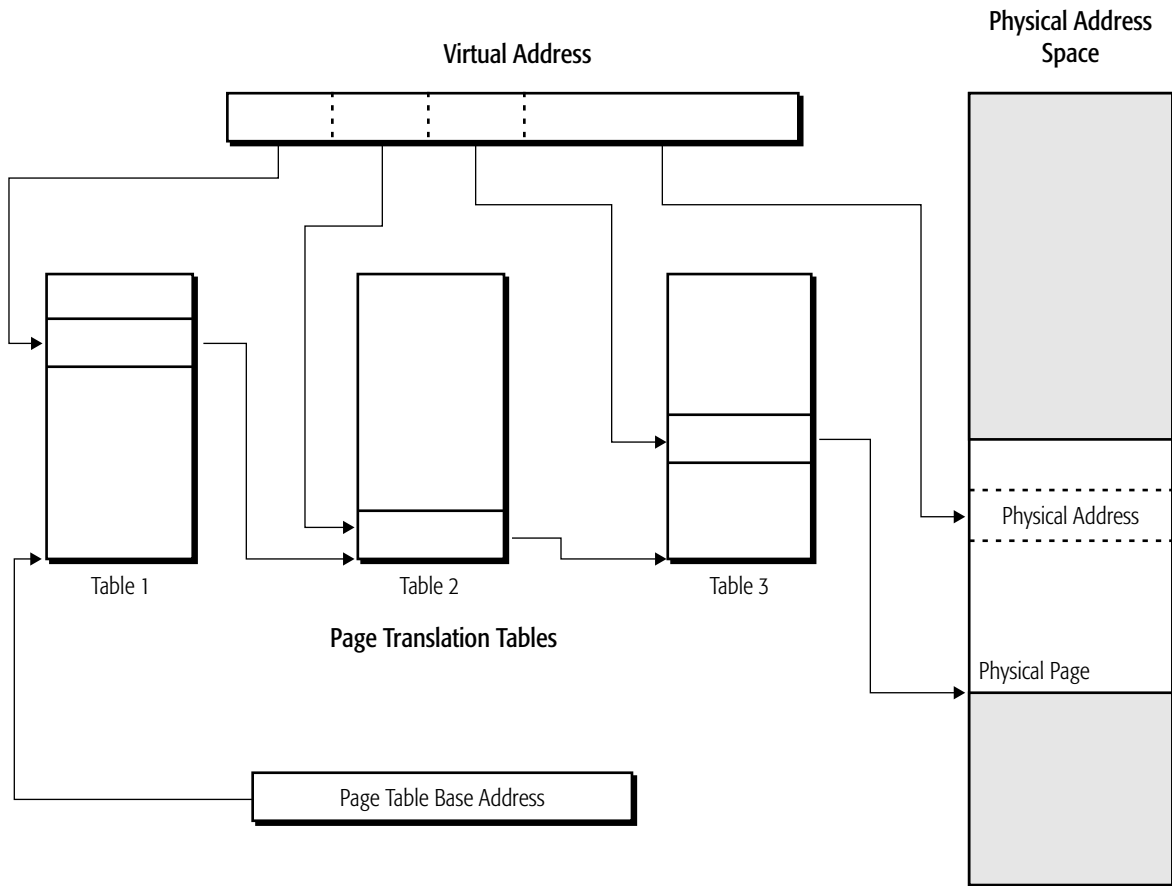 Physical Address
Space
Virtual Address
Physical Address
Table 1
Table 2
Table 3
Page Translation Tables
Physical Page
Page Table Base Address